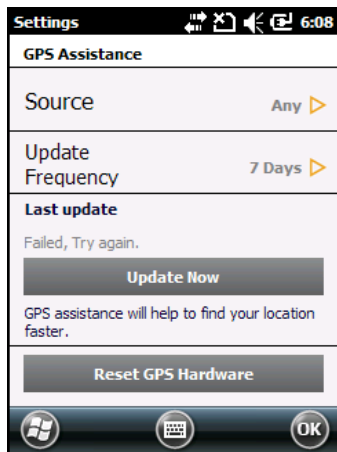 Settings 6:08
GPS Assistance
Source Any
Update
Frequency 7 Days
Last update
Failed, Try again.
Update Now
GPS assistance will help to find your location
faster.
Reset GPS Hardware
OK